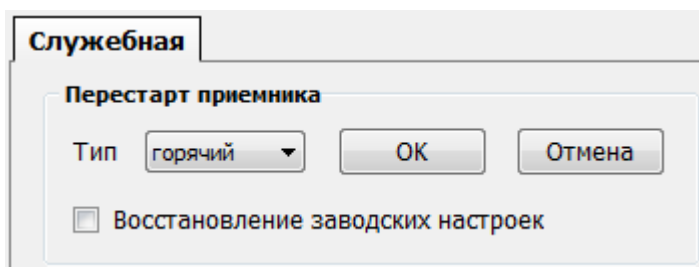 Служебная
Перестарт приемника
Тип горячий OK Отмена
Восстановление заводских настроек